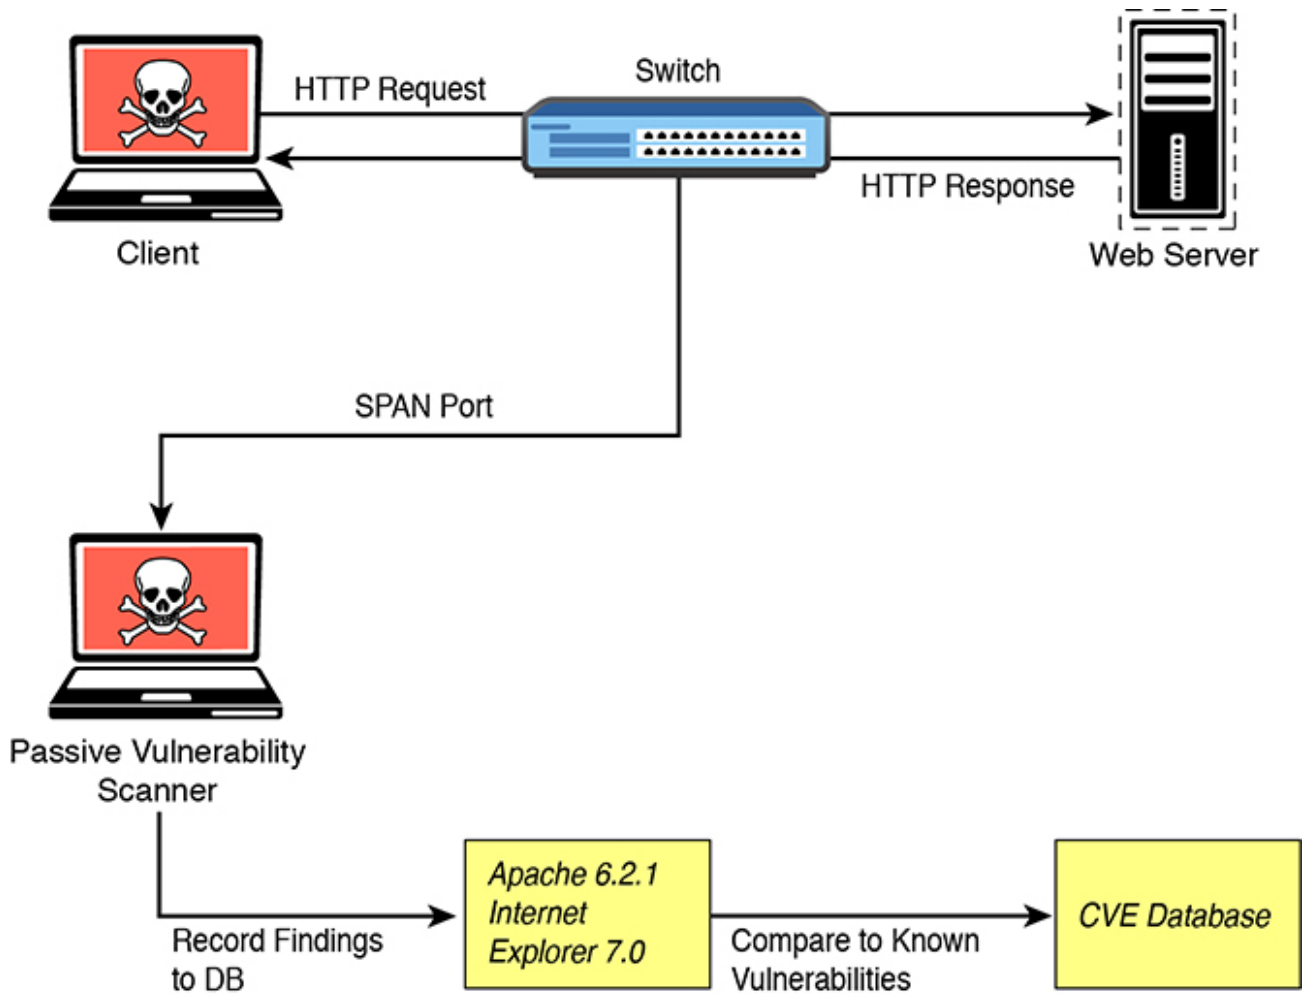 HTTP Request
Switch
HTTP Response
Client
Web Server
SPAN Port
Passive Vulnerability
Scanner
Record Findings
to DB
Apache 6.2.1
Internet
Explorer 7.0
Compare to Known
Vulnerabilities
CVE Database